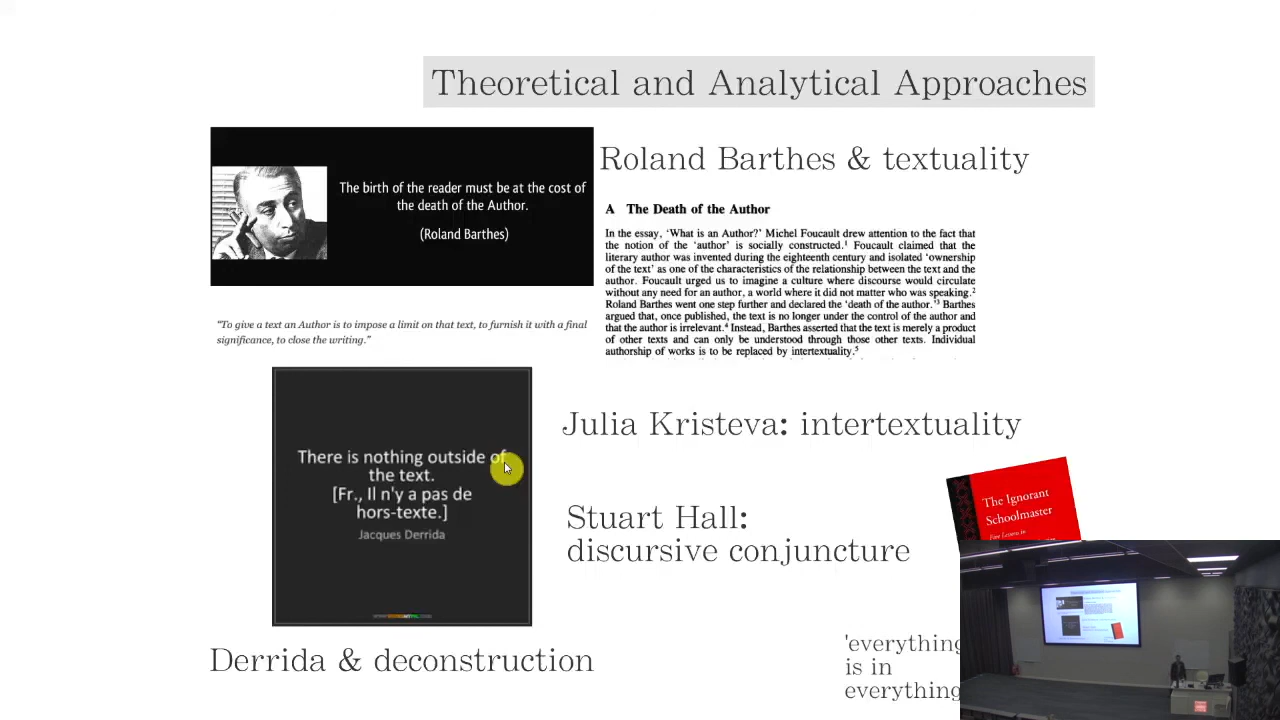 Theoretical and Analytical Approaches
The birth of the reader must be at the cost of
the death of the Author.
(Roland Barthes)
Roland Barthes & textuality
A The Death of the Author
In the essay, ‘What is an Author?’ Michel Foucault drew attention to the fact that
the notion of the ‘author’ is socially constructed.1 Foucault claimed that the
literary author was invented during the eighteenth century and isolated ‘ownership
of the text’ as one of the characteristics of the relationship between the text and the
author. Foucault urged us to imagine a culture where discourse would circulate
without any need for an author, a world where it did not matter who was speaking.2
Roland Barthes went one step further and declared the ‘death of the author.’3 Barthes
argued that, once published, the text is no longer under the control of the author and
that the author is irrelevant.4 Instead, Barthes asserted that the text is merely a product
of other texts and can only be understood through those other texts. Individual
authorship of works is to be replaced by intertextuality.5
“To give a text an Author is to impose a limit on that text, to furnish it with a final
significance, to close the writing.”
There is nothing outside of
the text.
[Fr., Il n'y a pas de
hors-texte.]
Jacques Derrida
Julia Kristeva: intertextuality
Stuart Hall:
discursive conjuncture
The Ignorant
Schoolmaster
Derrida & deconstruction
'everything
is in
everything